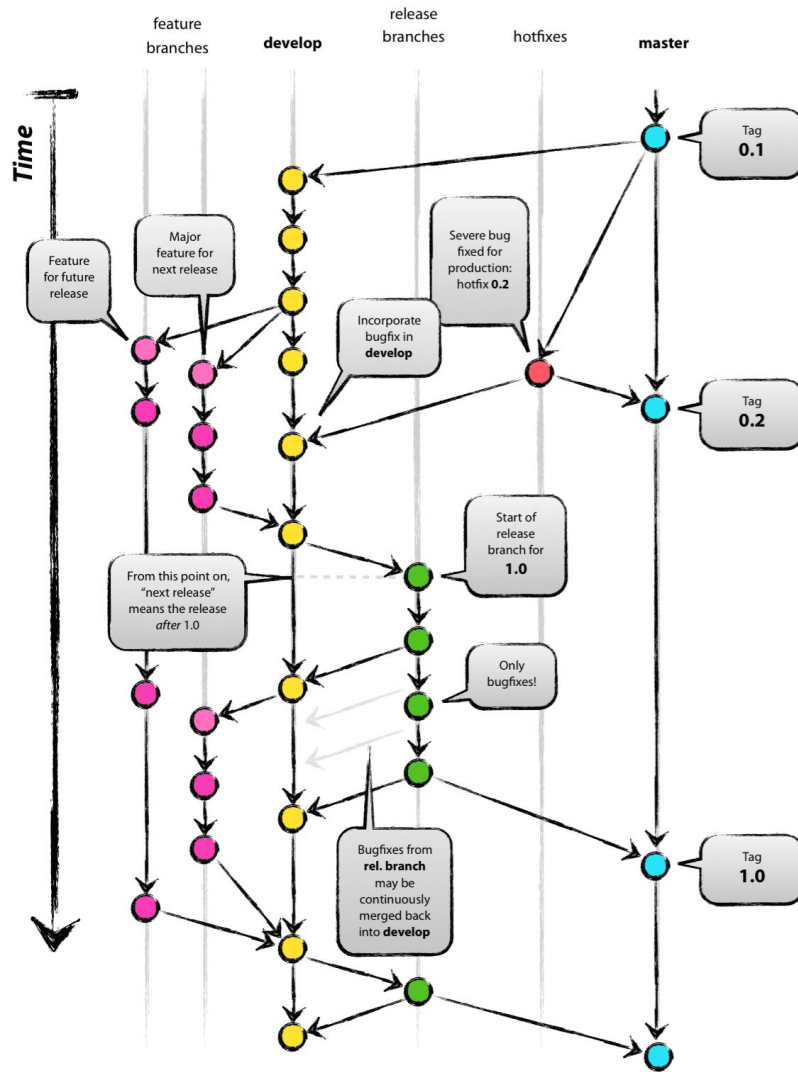 feature
branches
develop
release
branches
hotfixes
master
Time
Tag
0.1
Feature
for future
release
Major
feature for
next release
Severe bug
fixed for
production:
hotfix 0.2
Incorporate
bugfix in
develop
Tag
0.2
Start of
release
branch for
1.0
From this point on,
“next release”
means the release
after 1.0
Only
bugfixes!
Bugfixes from
rel. branch
may be
continuously
merged back
into develop
Tag
1.0